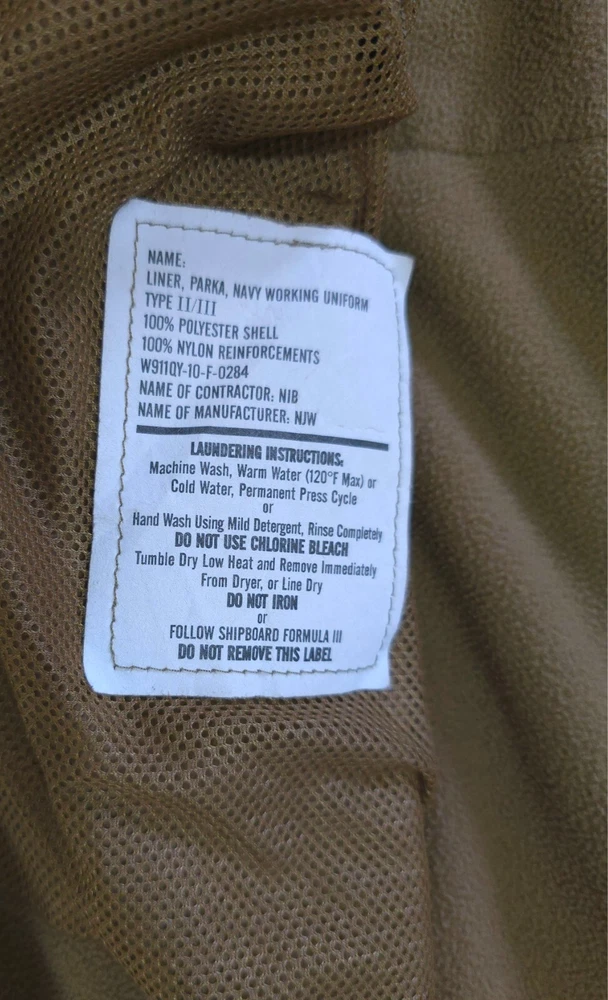 NAME:
LINER, PARKA, NAVY WORKING UNIFORM
TYPE II/III
100% POLYESTER SHELL
100% NYLON REINFORCEMENTS
W911QY-10-F-0284
NAME OF CONTRACTOR: NIB
NAME OF MANUFACTURER: NJW
LAUNDERING INSTRUCTIONS:
Machine Wash, Warm Water (120°F Max) or
Cold Water, Permanent Press Cycle
or
Hand Wash Using Mild Detergent, Rinse Completely
DO NOT USE CHLORINE BLEACH
Tumble Dry Low Heat and Remove Immediately
From Dryer, or Line Dry
DO NOT IRON
or
FOLLOW SHIPBOARD FORMULA III
DO NOT REMOVE THIS LABEL